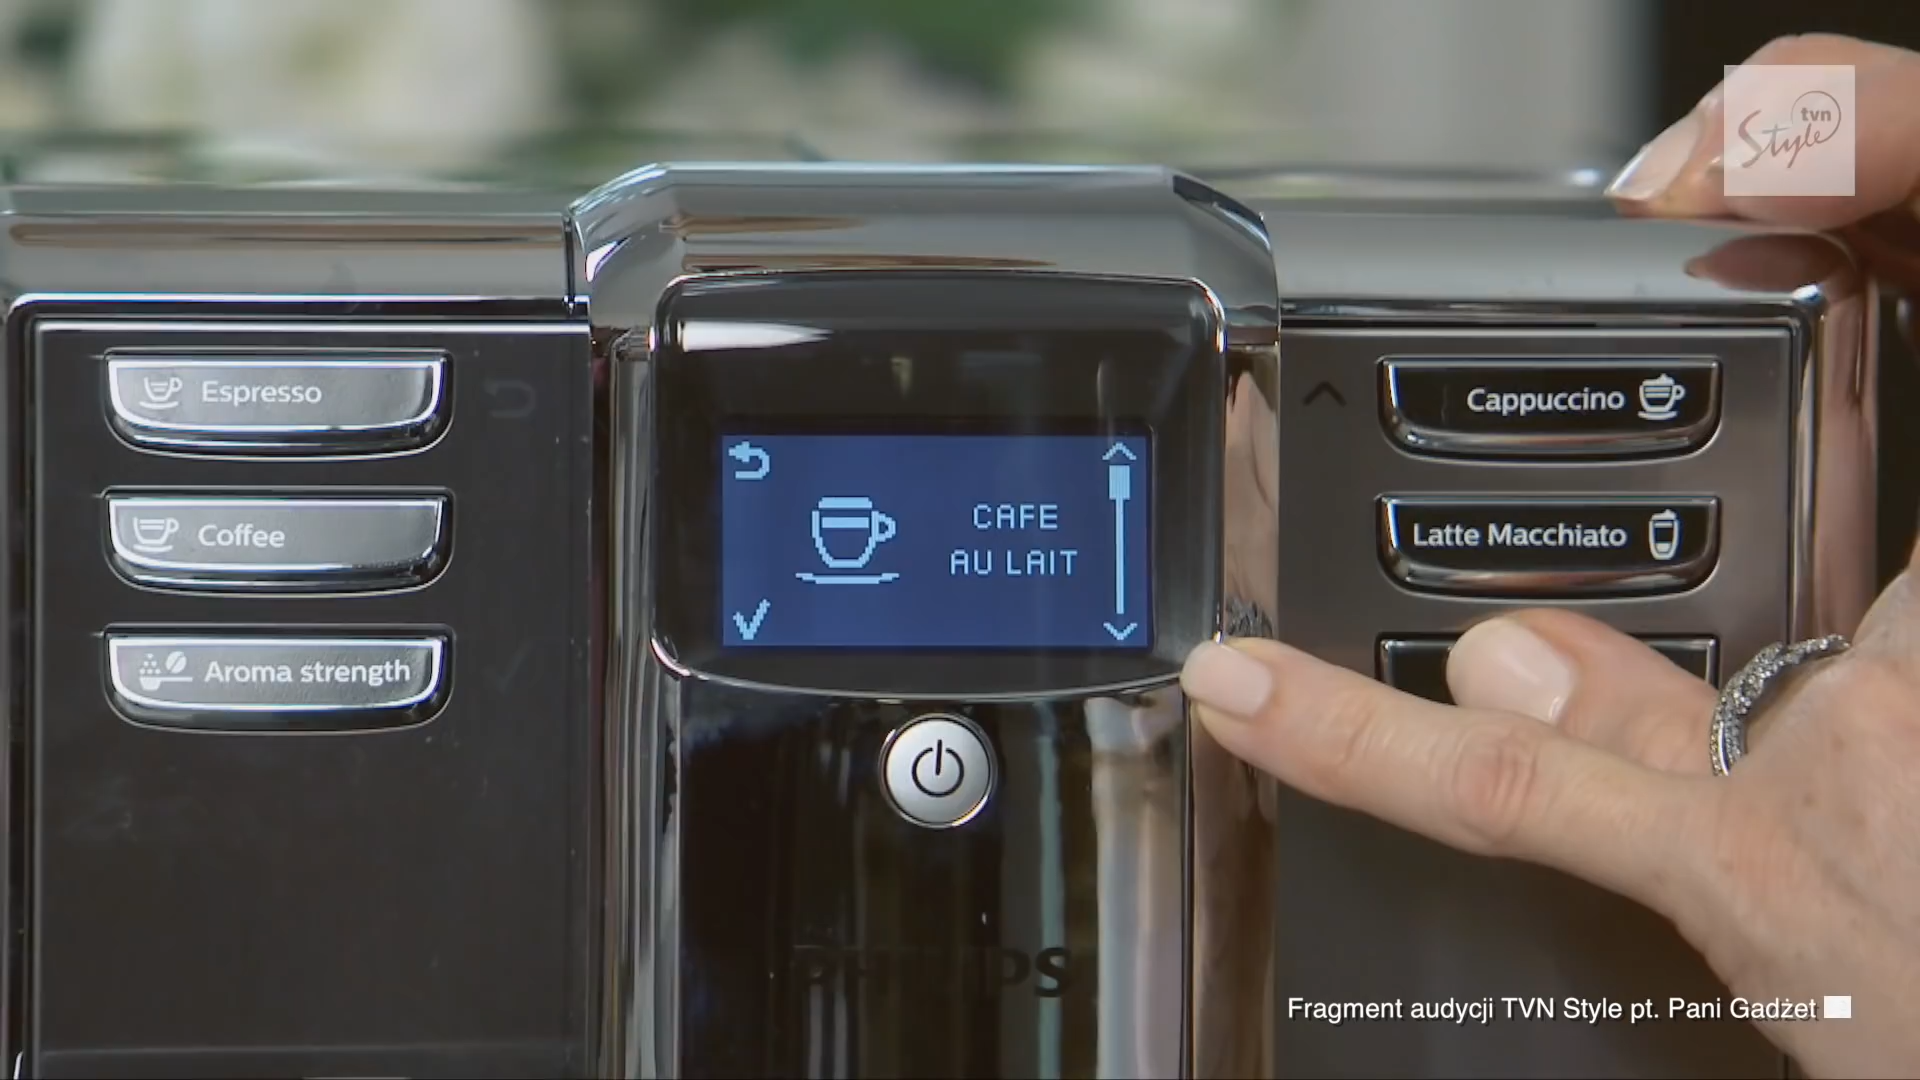 tvn
Style
Espresso
Coffee
Aroma strength
CAFE
AU LAIT
Cappuccino
Latte Macchiato
PHILIPS
Fragment audycji TVN Style pt. Pani Gadżet